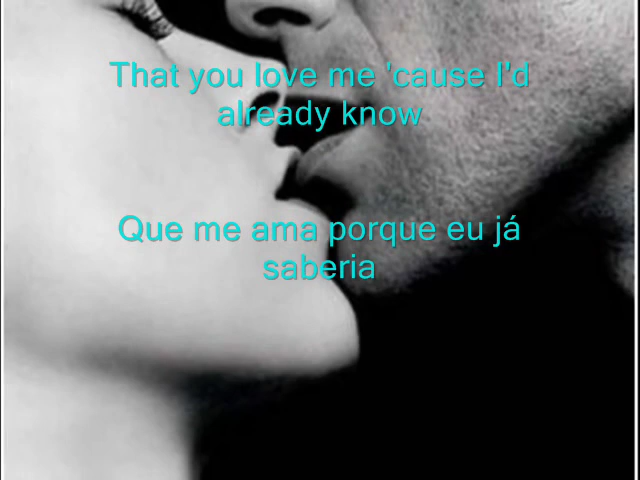 That you love me 'cause I'd
already know
Que me ama porque eu já
saberia